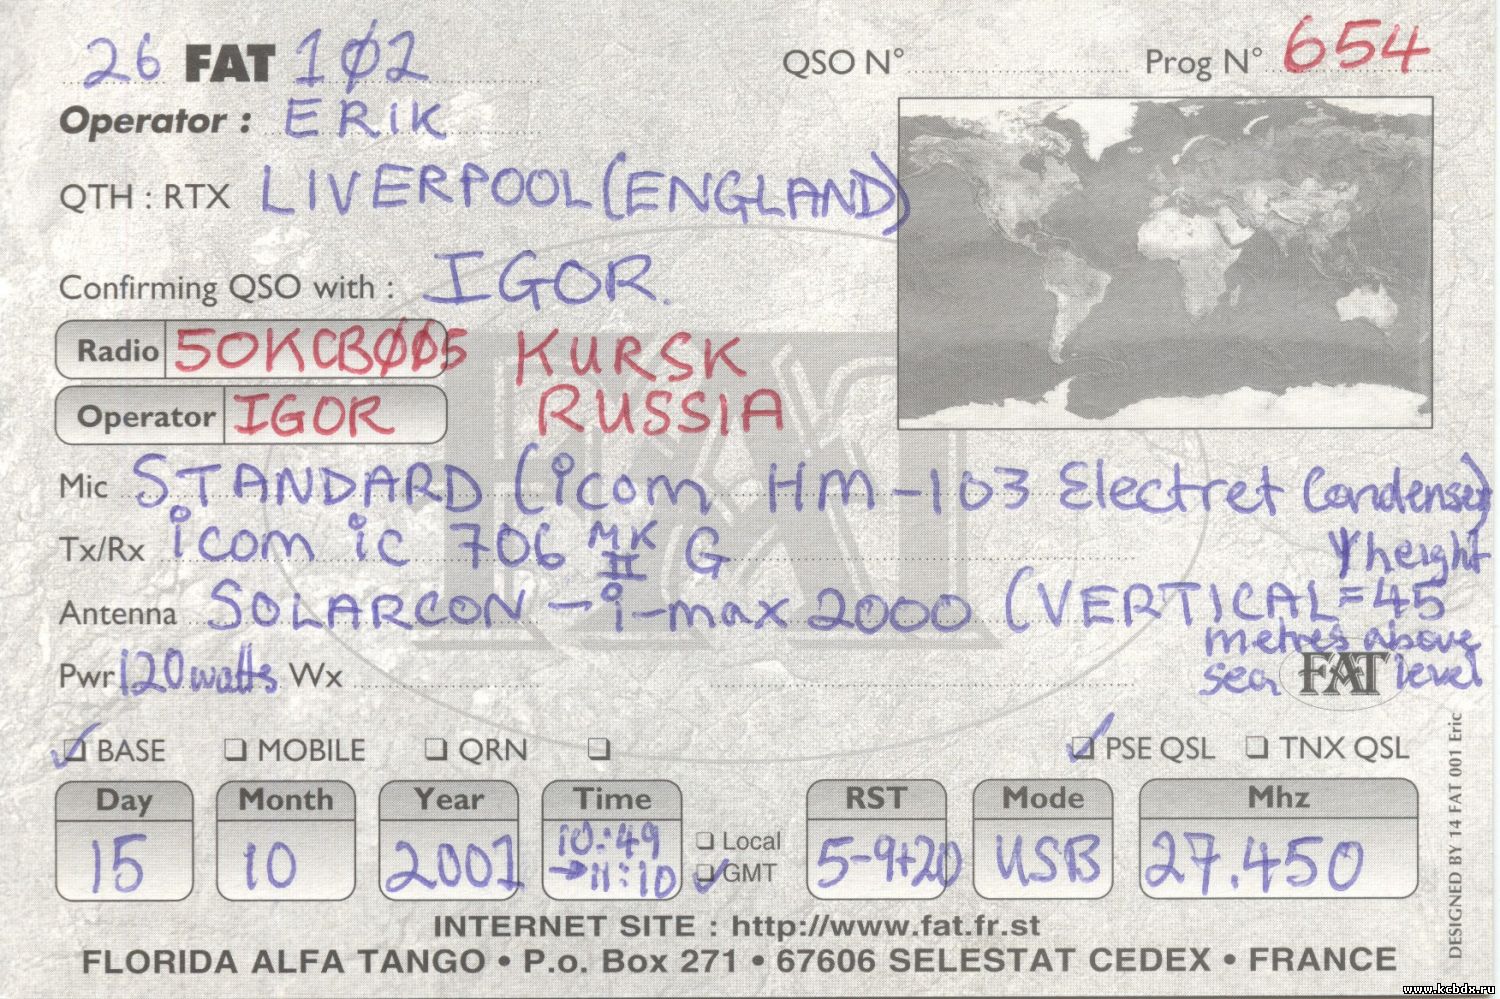 26 FAT 1Ø2
QSO N° Prog N° 654
Operator : ERIK
QTH : RTX LIVERPOOL (ENGLAND)
Confirming QSO with : IGOR.
Radio 50KCBØØ5 KURSK
Operator IGOR RUSSIA
Mic STANDARD (icom HM-103 Electret Condenser)
Tx/Rx icom ic 706 MK II G
Antenna SOLARCON - i-max 2000 (VERTICAL = 45
height
metres above
sea level
FAT
Pwr 120 watts Wx
BASE MOBILE QRN PSE QSL TNX QSL
Day Month Year Time RST Mode Mhz
15 10 2001 10:49 → 11:10 Local GMT 5-9+20 USB 27.450
INTERNET SITE : http://www.fat.fr.st
FLORIDA ALFA TANGO • P.o. Box 271 • 67606 SELESTAT CEDEX • FRANCE
DESIGNED BY 14 FAT 001 Eric
www.kcbdx.ru